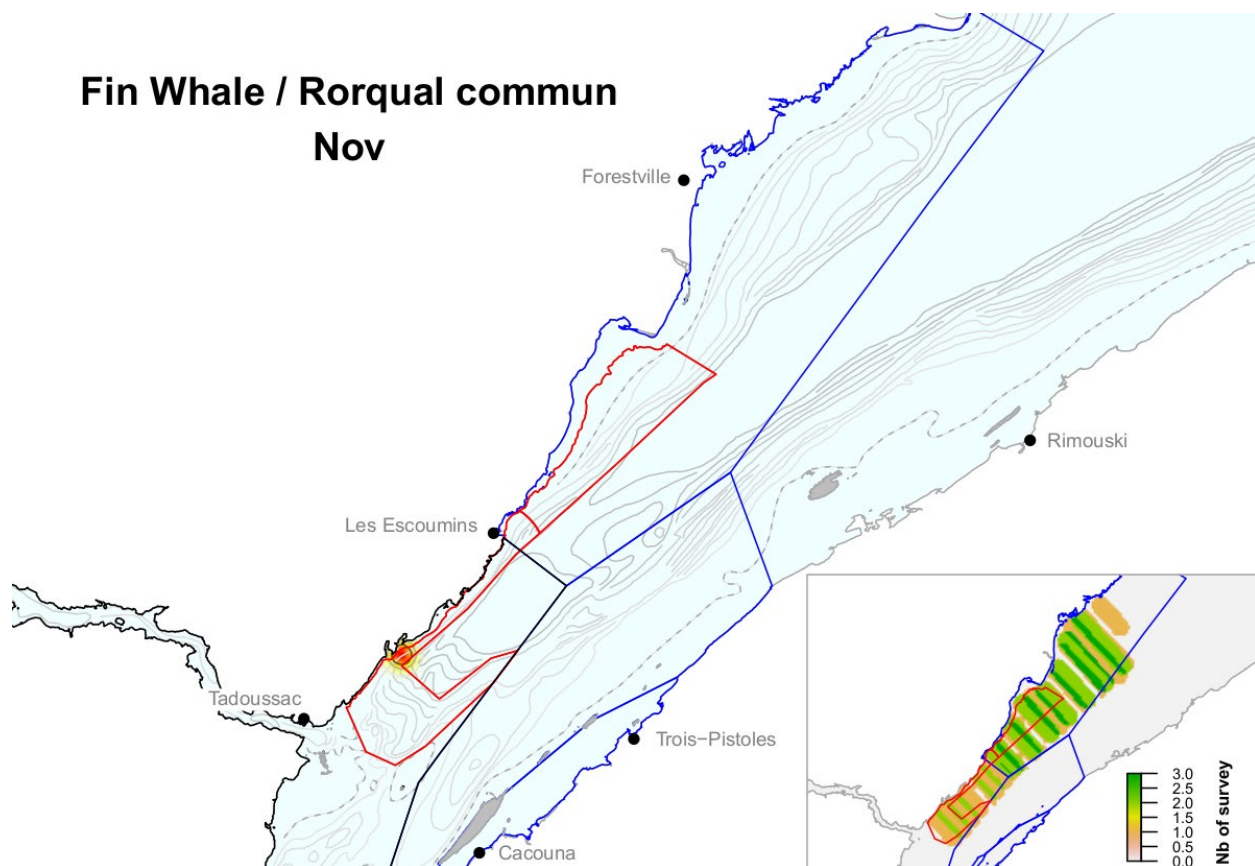 Fin Whale / Rorqual commun
Nov
Forestville
Rimouski
Les Escoumins
Tadoussac
Trois−Pistoles
Cacouna
3.0
2.5
2.0
1.5
1.0
0.5
0.0
Nb of survey